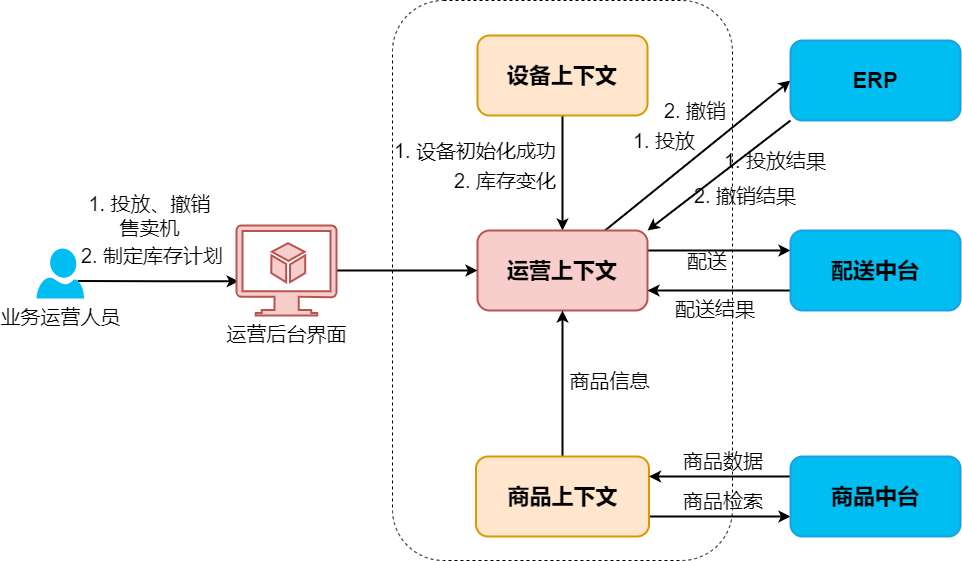 设备上下文
ERP
2. 撤销
1. 投放
1. 设备初始化成功
2. 库存变化
1. 投放结果
2. 撤销结果
1. 投放、撤销
售卖机
2. 制定库存计划
业务运营人员
运营后台界面
运营上下文
配送
配送结果
配送中台
商品信息
商品上下文
商品数据
商品检索
商品中台